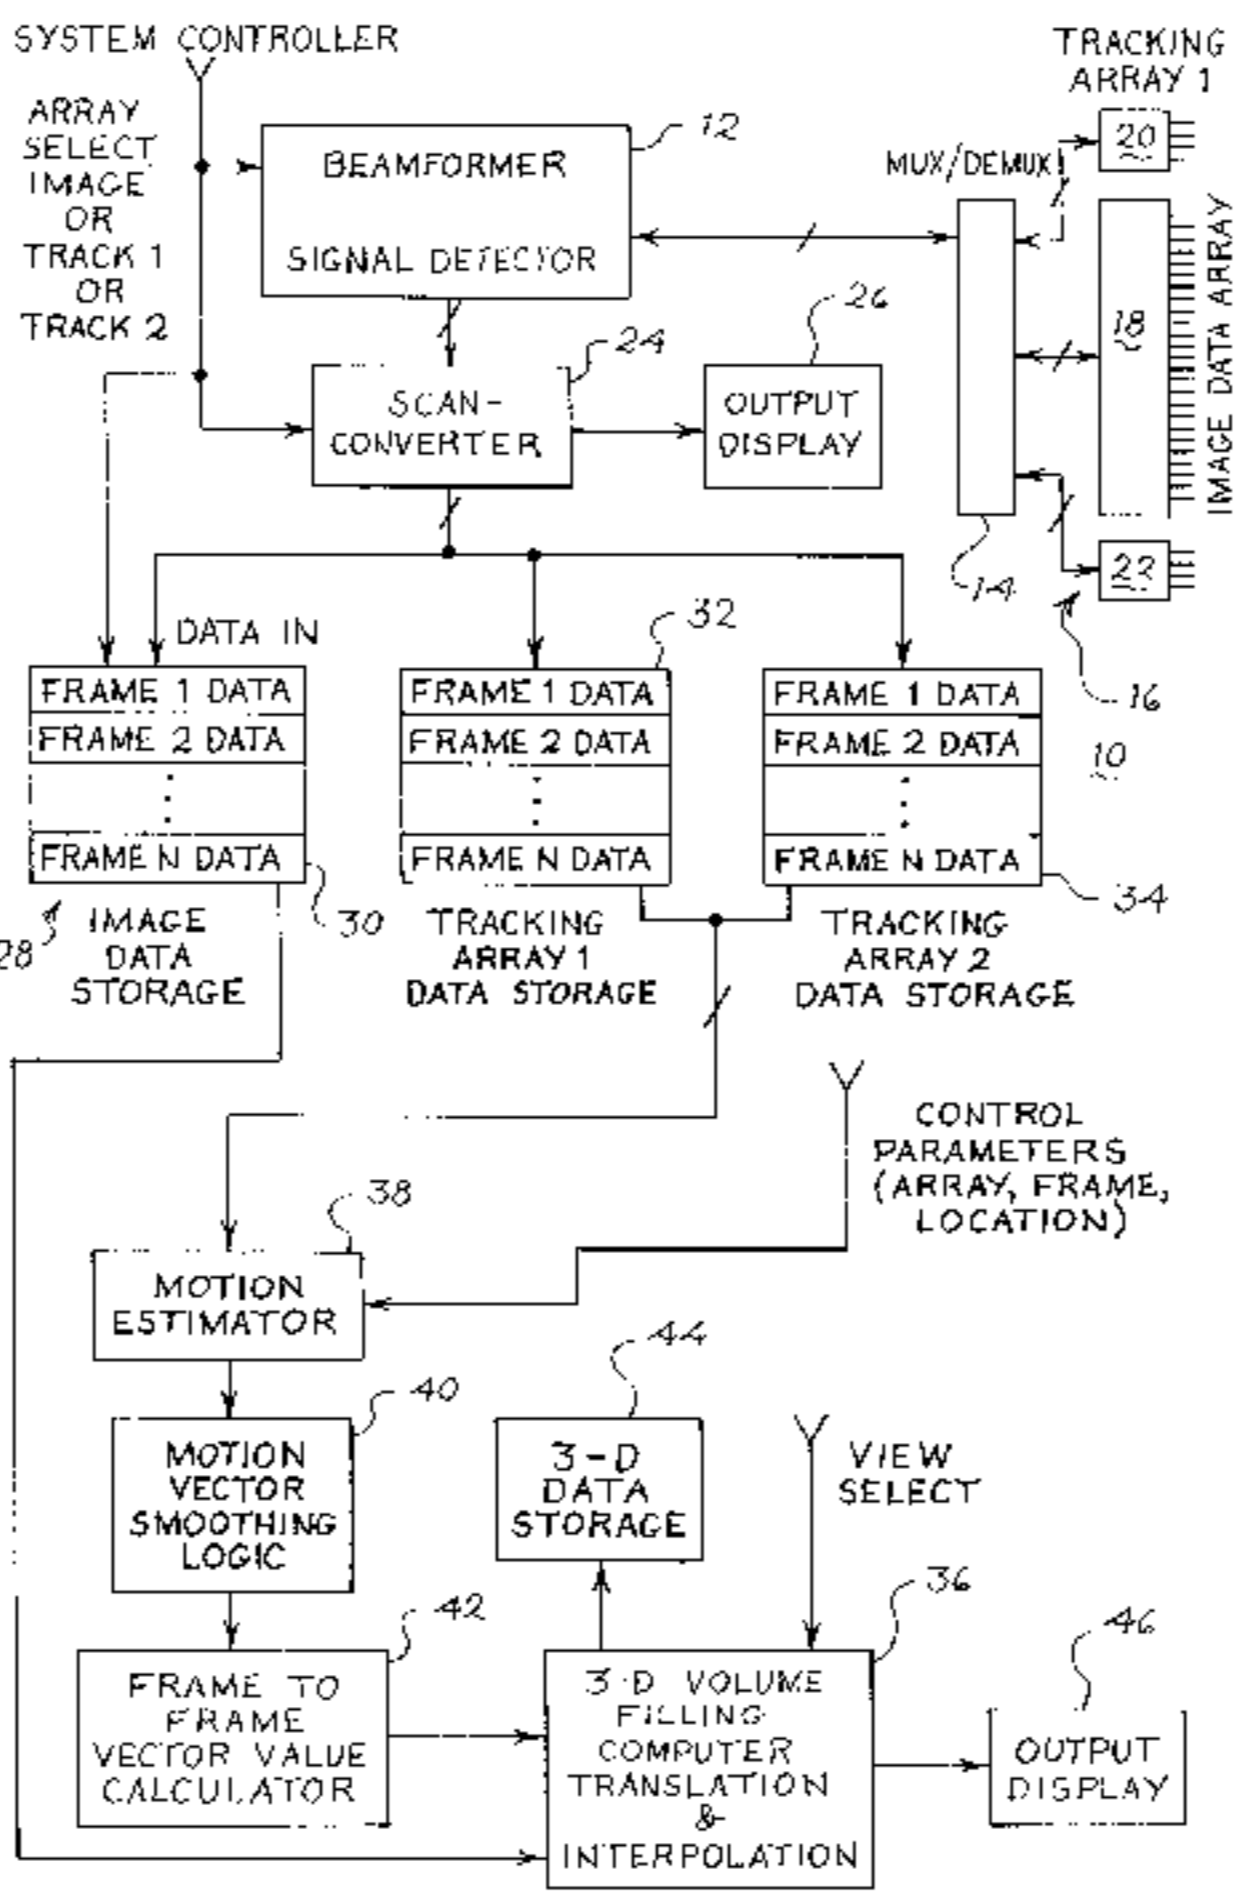 SYSTEM CONTROLLER
TRACKING
ARRAY 1
ARRAY
SELECT
IMAGE
OR
TRACK 1
OR
TRACK 2
12
BEAMFORMER
SIGNAL DETECTOR
MUX/DEMUX
20
18
IMAGE DATA ARRAY
22
14
16
10
26
24
SCAN-
CONVERTER
OUTPUT
DISPLAY
DATA IN
32
FRAME 1 DATA
FRAME 2 DATA
FRAME N DATA
FRAME 1 DATA
FRAME 2 DATA
FRAME N DATA
FRAME 1 DATA
FRAME 2 DATA
FRAME N DATA
28
30
34
IMAGE
DATA
STORAGE
TRACKING
ARRAY 1
DATA STORAGE
TRACKING
ARRAY 2
DATA STORAGE
CONTROL
PARAMETERS
(ARRAY, FRAME,
LOCATION)
38
MOTION
ESTIMATOR
40
MOTION
VECTOR
SMOOTHING
LOGIC
44
3-D
DATA
STORAGE
VIEW
SELECT
42
FRAME TO
FRAME
VECTOR VALUE
CALCULATOR
36
3-D VOLUME
FILLING
COMPUTER
TRANSLATION
&
INTERPOLATION
46
OUTPUT
DISPLAY